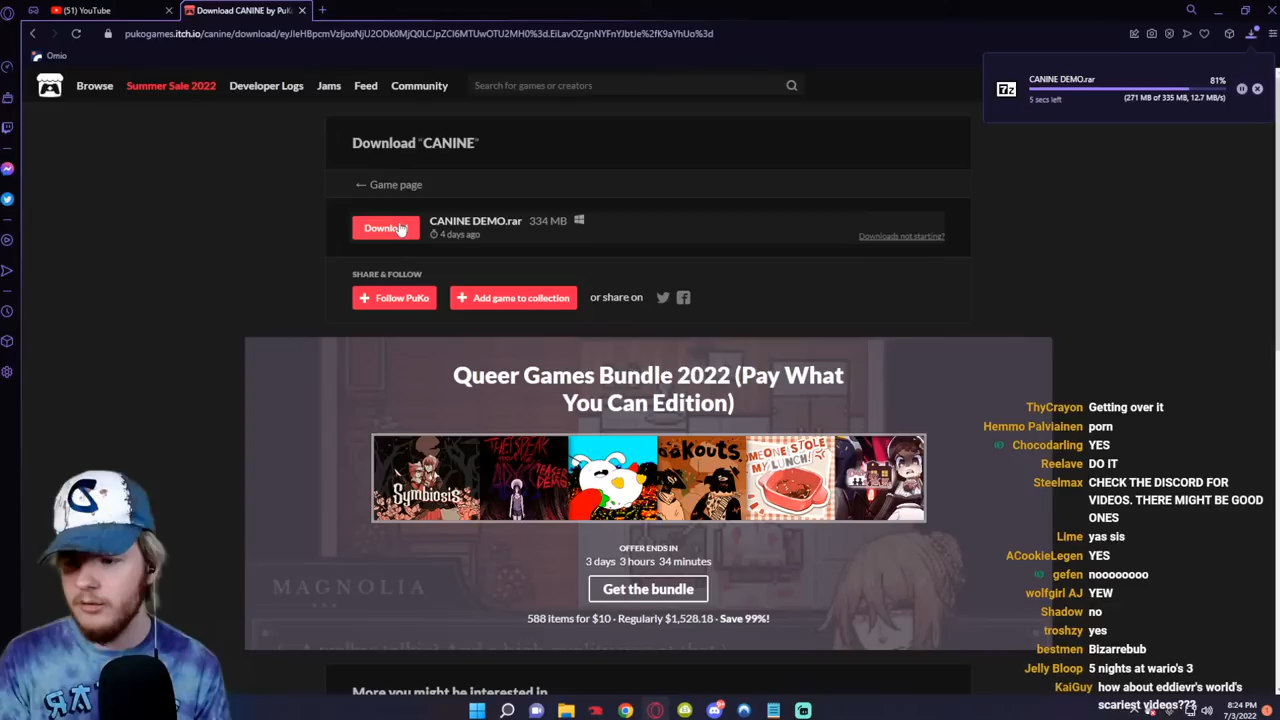 (51) YouTube
Download CANINE by PuK
pukogames.itch.io/canine/download/eyJleHBpcmVzIjoxNjU2ODk0MjQ0LCJpZCI6MTUwOTU2MH0%3d.EiLavOZgnNYFnYJbtJe%2fK9aYhUo%3d
Omio
CANINE DEMO.rar 81%
5 secs left (271 MB of 335 MB, 12.7 MB/s)
Browse Summer Sale 2022 Developer Logs Jams Feed Community Search for games or creators
Download "CANINE"
← Game page
Download CANINE DEMO.rar 334 MB
4 days ago
Downloads not starting?
SHARE & FOLLOW
Follow PuKo Add game to collection or share on
Queer Games Bundle 2022 (Pay What
You Can Edition)
Symbiosis
MEONE STOLE
MY LUNCH!
OFFER ENDS IN
3 days 3 hours 34 minutes
Get the bundle
588 items for $10 · Regularly $1,528.18 · Save 99%!
MAGNOLIA
More you might be interested in
ThyCrayon Getting over it
Hemmo Palviainen porn
Chocodarling YES
Reelave DO IT
Steelmax CHECK THE DISCORD FOR
VIDEOS. THERE MIGHT BE GOOD
ONES
Lime yas sis
ACookieLegen YES
gefen noooooooo
wolfgirl AJ YEW
Shadow no
troshzy yes
bestmen Bizarrebub
Jelly Bloop 5 nights at wario's 3
KaiGuy how about eddievr's world's
scariest videos???
8:24 PM
7/3/2022